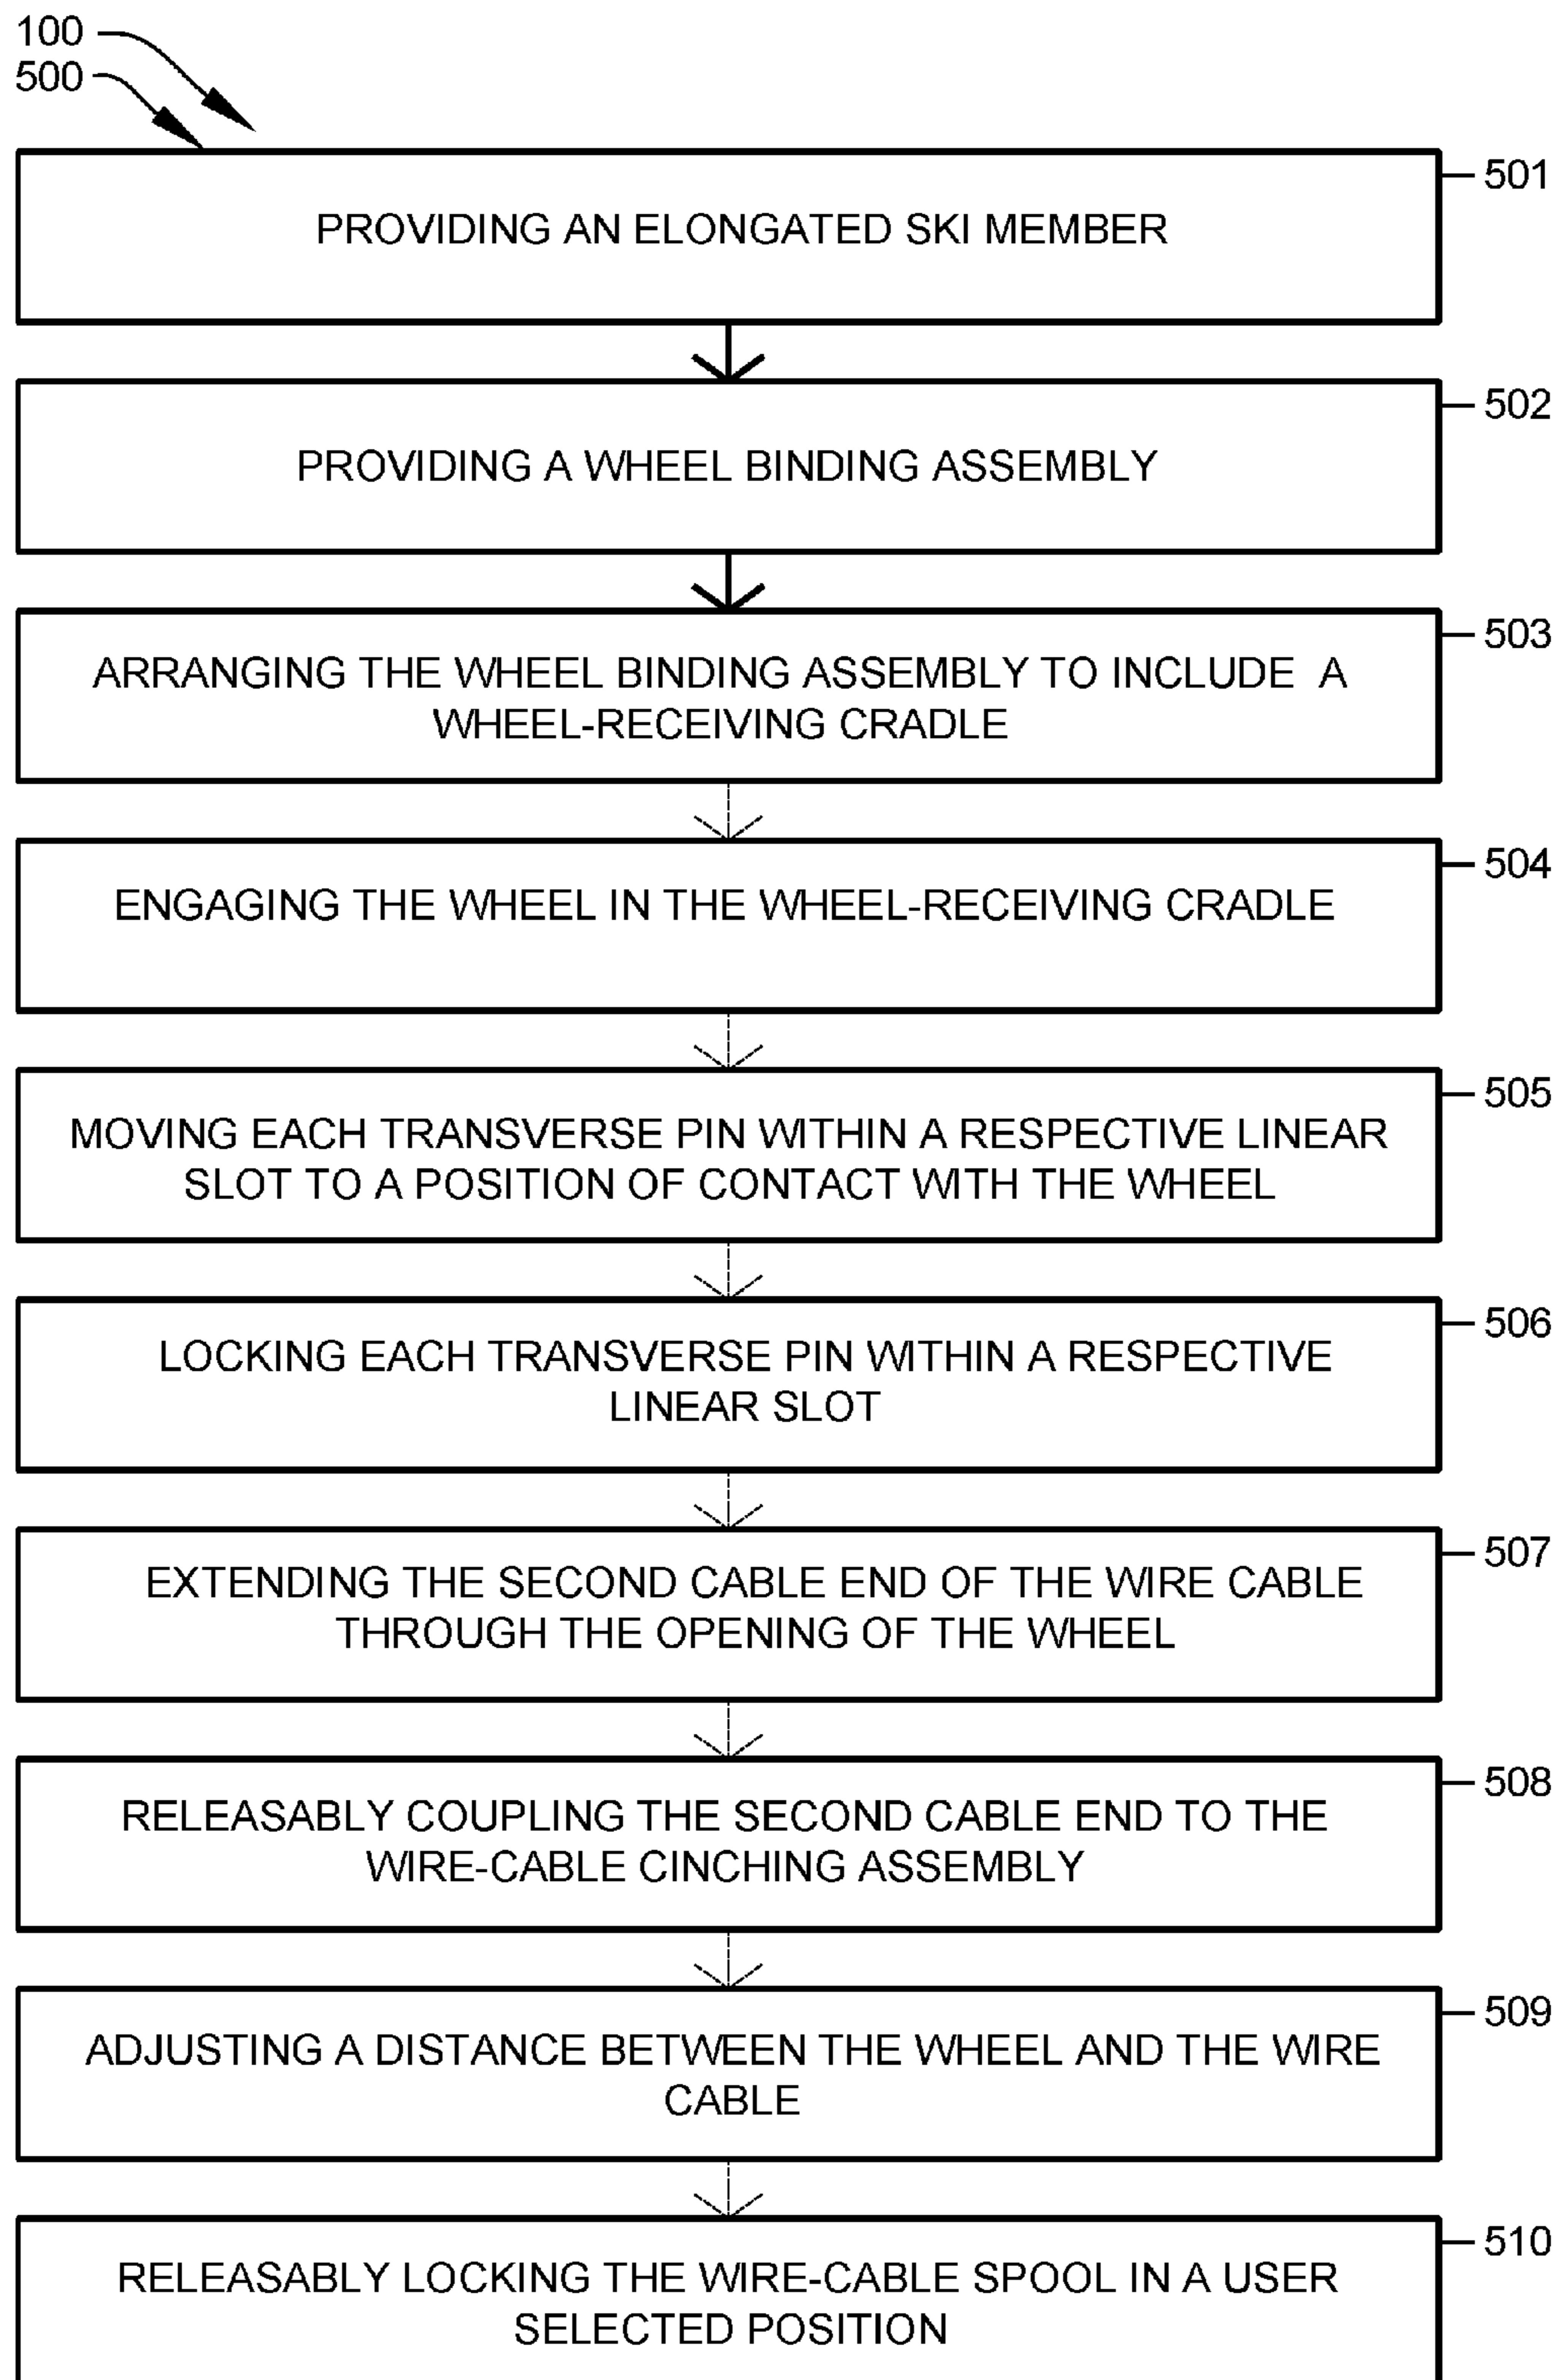 100
500
501
PROVIDING AN ELONGATED SKI MEMBER
502
PROVIDING A WHEEL BINDING ASSEMBLY
503
ARRANGING THE WHEEL BINDING ASSEMBLY TO INCLUDE A
WHEEL-RECEIVING CRADLE
504
ENGAGING THE WHEEL IN THE WHEEL-RECEIVING CRADLE
505
MOVING EACH TRANSVERSE PIN WITHIN A RESPECTIVE LINEAR
SLOT TO A POSITION OF CONTACT WITH THE WHEEL
506
LOCKING EACH TRANSVERSE PIN WITHIN A RESPECTIVE
LINEAR SLOT
507
EXTENDING THE SECOND CABLE END OF THE WIRE CABLE
THROUGH THE OPENING OF THE WHEEL
508
RELEASABLY COUPLING THE SECOND CABLE END TO THE
WIRE-CABLE CINCHING ASSEMBLY
509
ADJUSTING A DISTANCE BETWEEN THE WHEEL AND THE WIRE
CABLE
510
RELEASABLY LOCKING THE WIRE-CABLE SPOOL IN A USER
SELECTED POSITION